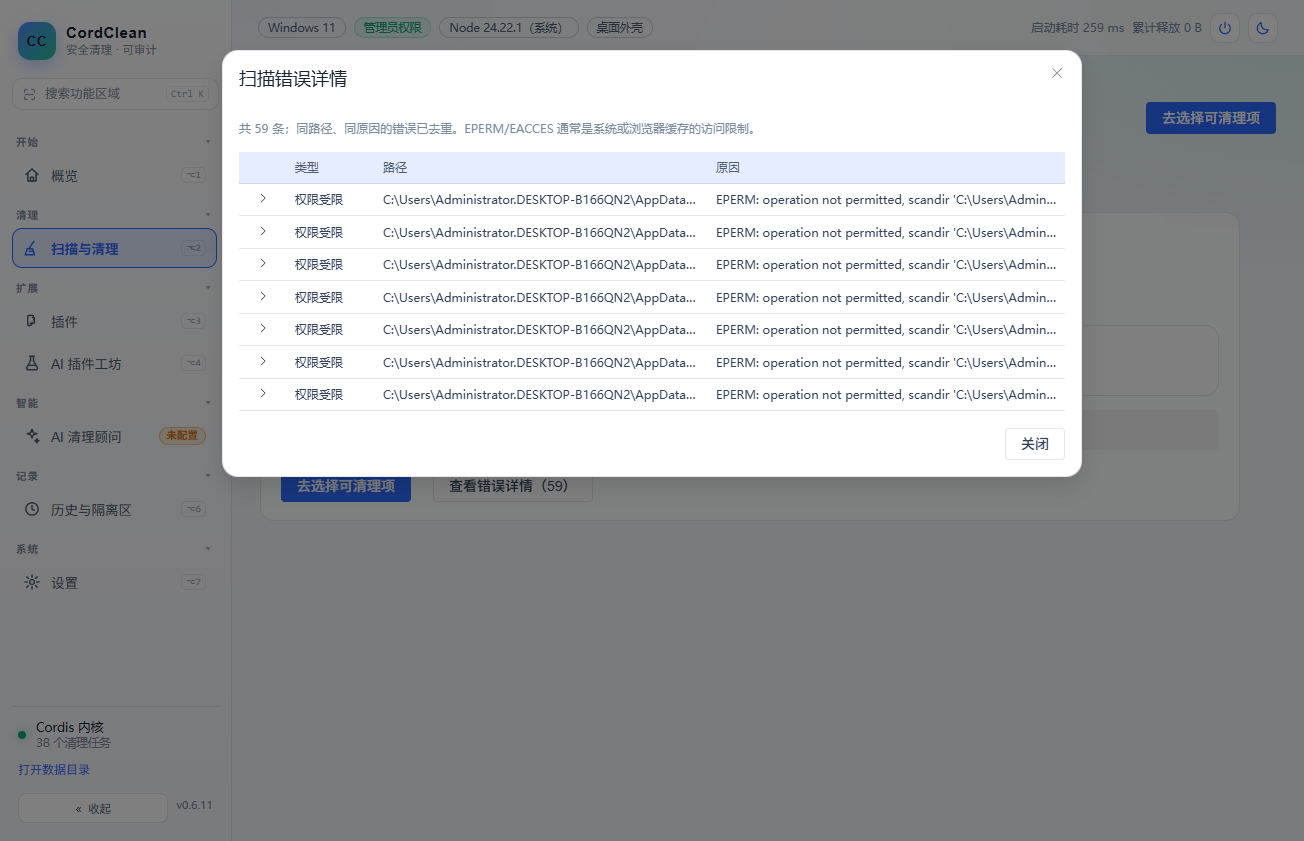 CC
CordClean
安全清理 · 可审计
搜索功能区域
Ctrl K
开始
概览
⌥1
清理
扫描与清理
⌥2
扩展
插件
⌥3
AI 插件工坊
⌥4
智能
AI 清理顾问
未配置
记录
历史与隔离区
⌥6
系统
设置
⌥7
Cordis 内核
38 个清理任务
打开数据目录
« 收起
v0.6.11
Windows 11
管理员权限
Node 24.22.1（系统）
桌面外壳
启动耗时 259 ms
累计释放 0 B
去选择可清理项
扫描错误详情
共 59 条；同路径、同原因的错误已去重。EPERM/EACCES 通常是系统或浏览器缓存的访问限制。
类型 路径 原因
权限受限 C:\Users\Administrator.DESKTOP-B166QN2\AppData... EPERM: operation not permitted, scandir 'C:\Users\Admin...
权限受限 C:\Users\Administrator.DESKTOP-B166QN2\AppData... EPERM: operation not permitted, scandir 'C:\Users\Admin...
权限受限 C:\Users\Administrator.DESKTOP-B166QN2\AppData... EPERM: operation not permitted, scandir 'C:\Users\Admin...
权限受限 C:\Users\Administrator.DESKTOP-B166QN2\AppData... EPERM: operation not permitted, scandir 'C:\Users\Admin...
权限受限 C:\Users\Administrator.DESKTOP-B166QN2\AppData... EPERM: operation not permitted, scandir 'C:\Users\Admin...
权限受限 C:\Users\Administrator.DESKTOP-B166QN2\AppData... EPERM: operation not permitted, scandir 'C:\Users\Admin...
权限受限 C:\Users\Administrator.DESKTOP-B166QN2\AppData... EPERM: operation not permitted, scandir 'C:\Users\Admin...
关闭
去选择可清理项
查看错误详情（59）